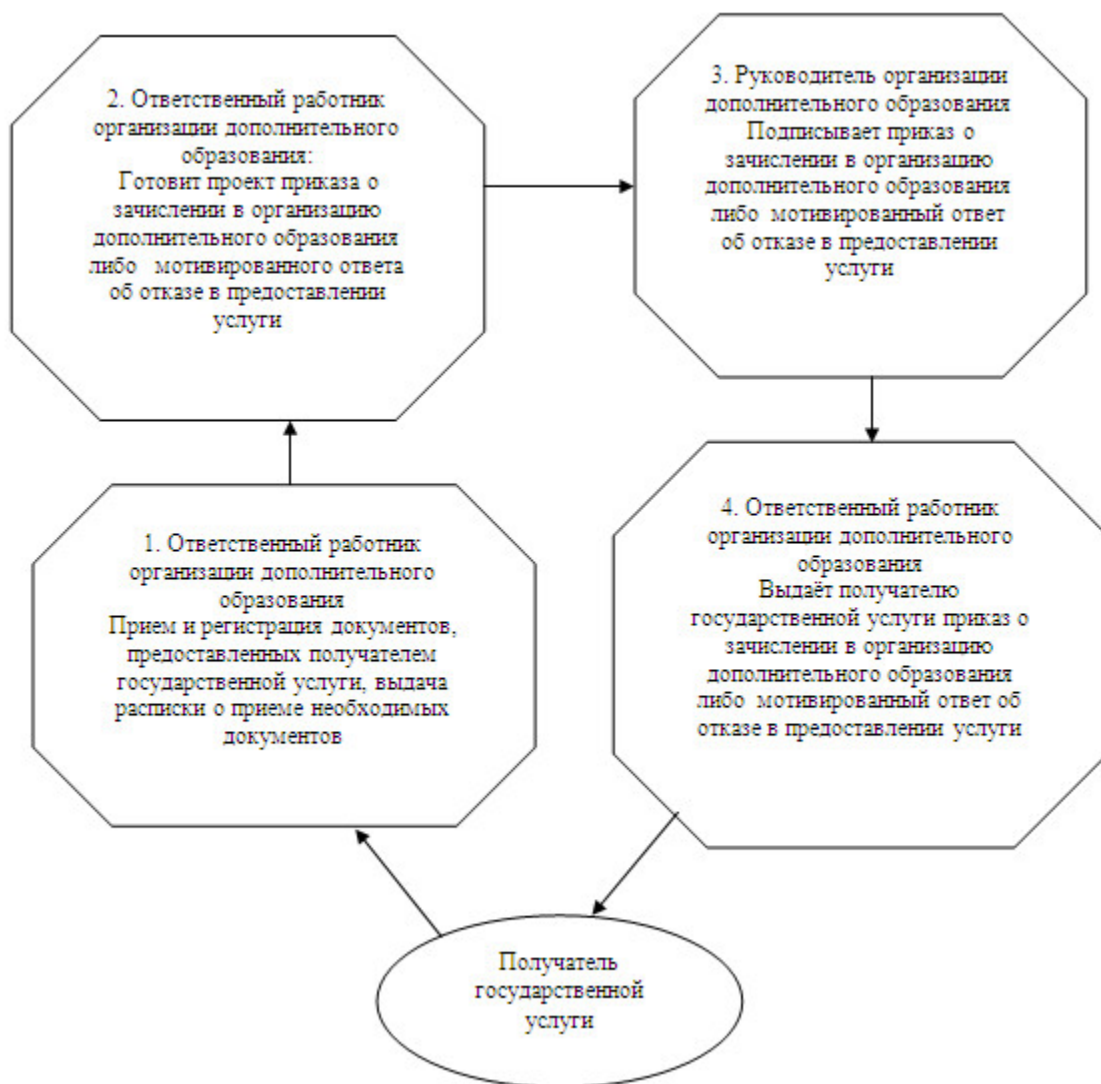 2. Ответственный работник
организации дополнительного
образования:
Готовит проект приказа о
зачислении в организацию
дополнительного образования
либо мотивированного ответа
об отказе в предоставлении
услуги
3. Руководитель организации
дополнительного образования
Подписывает приказ о
зачислении в организацию
дополнительного образования
либо мотивированный ответ
об отказе в предоставлении
услуги
1. Ответственный работник
организации дополнительного
образования
Прием и регистрация документов,
предоставленных получателем
государственной услуги, выдача
расписки о приеме необходимых
документов
4. Ответственный работник
организации дополнительного
образования
Выдаёт получателю
государственной услуги приказ о
зачислении в организацию
дополнительного образования
либо мотивированный ответ об
отказе в предоставлении услуги
Получатель
государственной
услуги